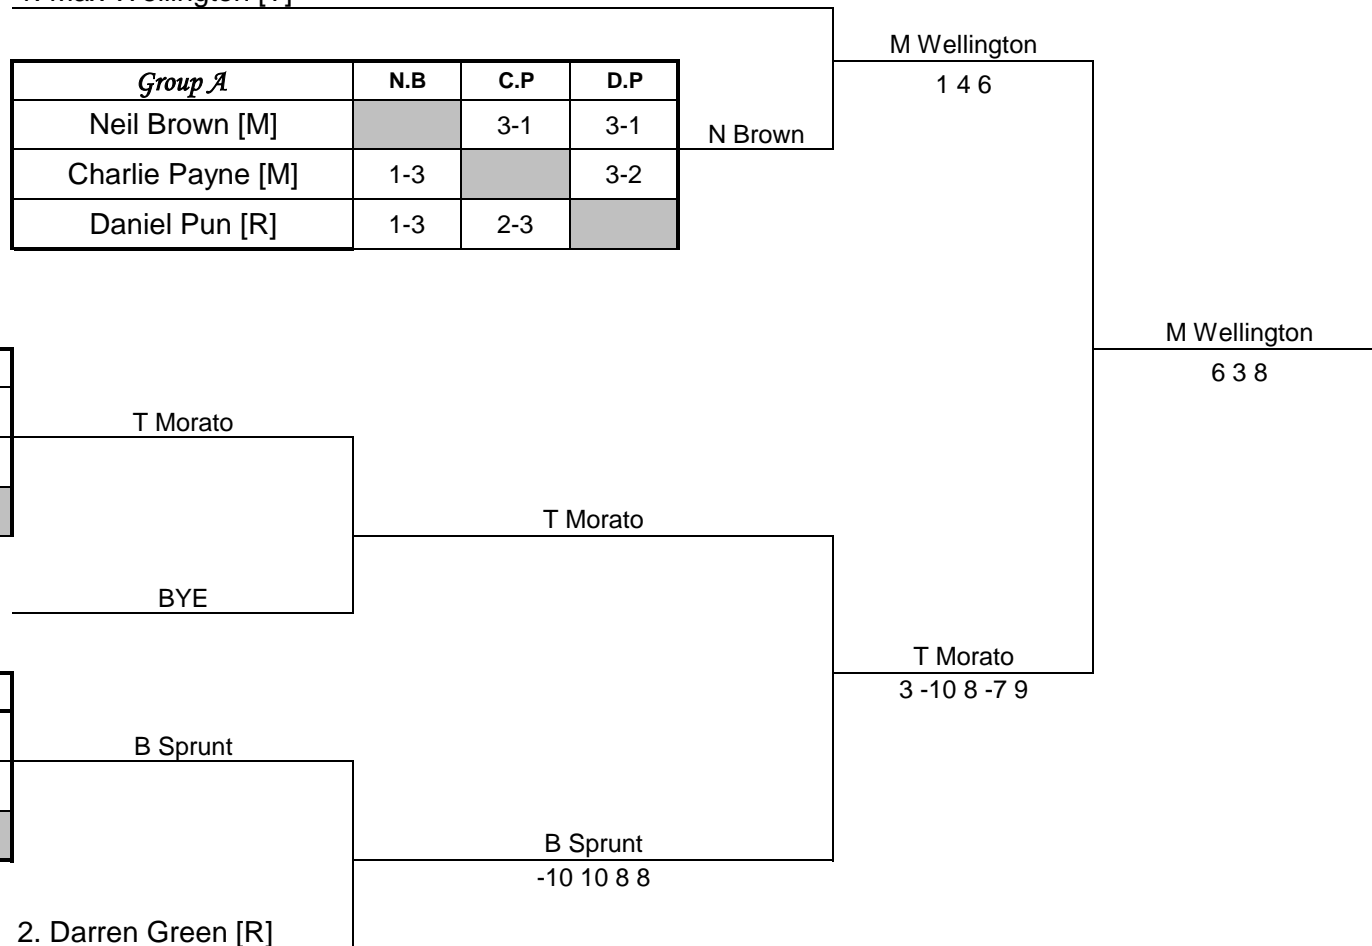 M Wellington
1 4 6
Group A N.B C.P D.P
Neil Brown [M] 3-1 3-1
N Brown
Charlie Payne [M] 1-3 3-2
Daniel Pun [R] 1-3 2-3
M Wellington
6 3 8
T Morato
T Morato
BYE
T Morato
3 -10 8 -7 9
B Sprunt
B Sprunt
-10 10 8 8
2. Darren Green [R]